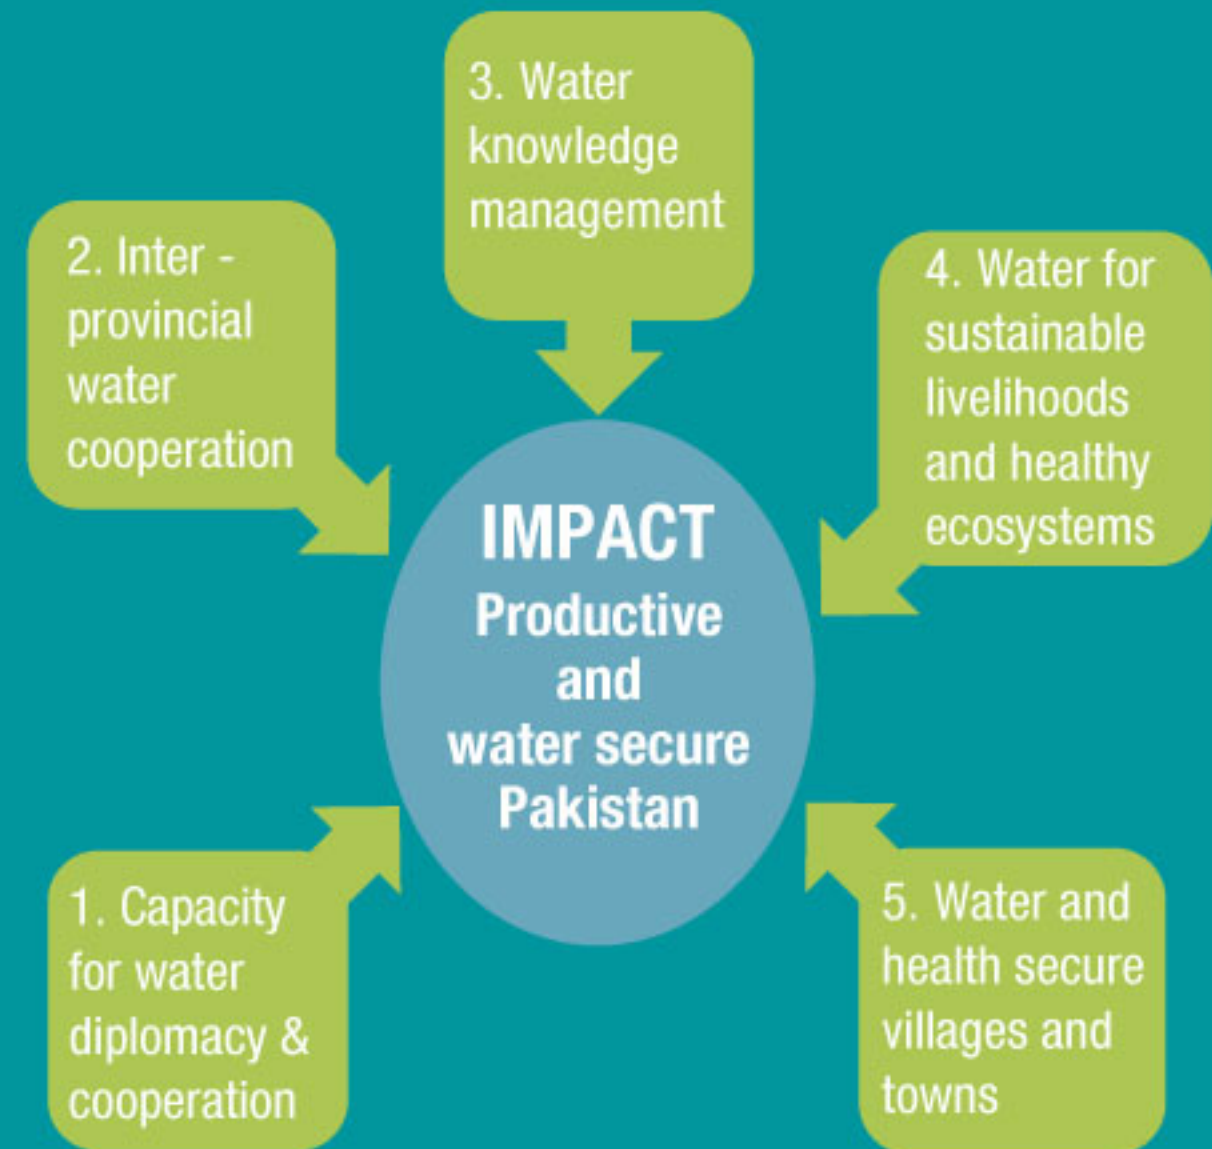 3. Water
knowledge
management
2. Inter -
provincial
water
cooperation
4. Water for
sustainable
livelihoods
and healthy
ecosystems
IMPACT
Productive
and
water secure
Pakistan
1. Capacity
for water
diplomacy &
cooperation
5. Water and
health secure
villages and
towns